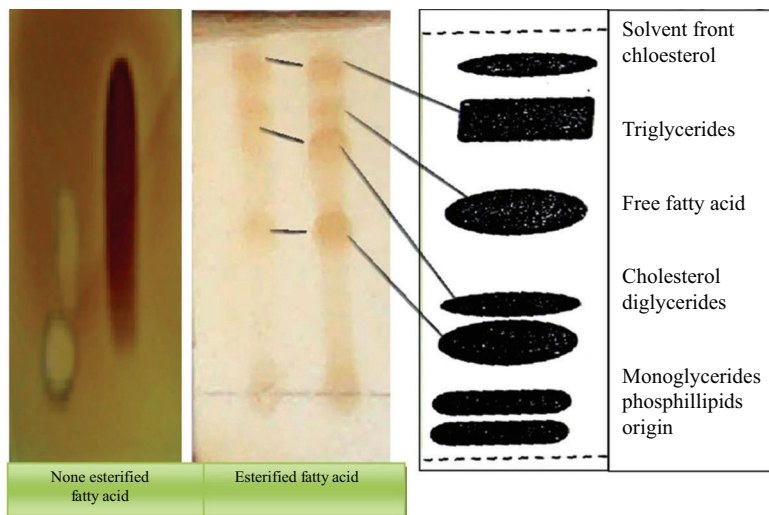 Solvent front
chloesterol
Triglycerides
Free fatty acid
Cholesterol
diglycerides
Monoglycerides
phosphillipids
origin
None esterified
fatty acid
Esterified fatty acid